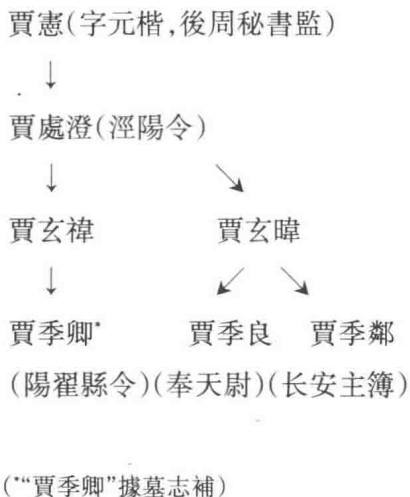 賈憲(字元楷,後周秘書監)
↓
賈處澄(涇陽令)
↓ ↘
賈玄禕 賈玄暐
↓ ↙ ↘
賈季卿* 賈季良 賈季鄰
(陽翟縣令)(奉天尉)(长安主簿)
(*“賈季卿”據墓志補)